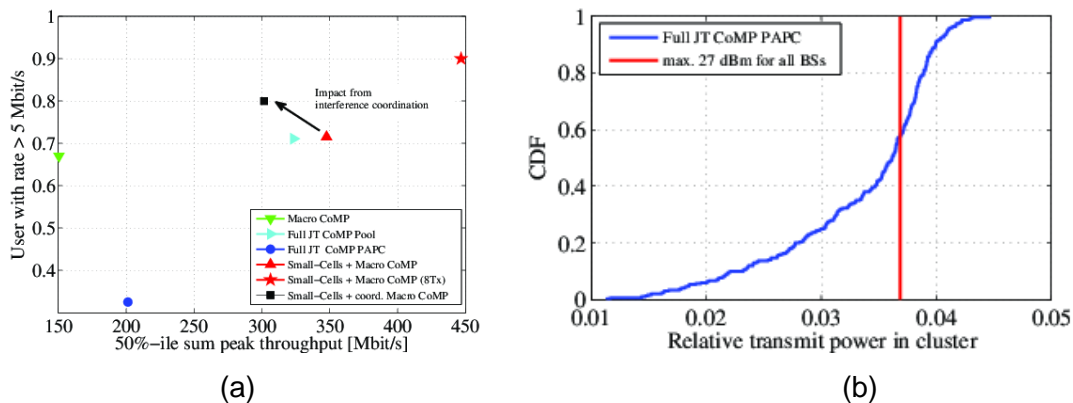 1
0.9
0.8
0.7
0.6
0.5
0.4
User with rate > 5 Mbit/s
Impact from
interference coordination
Macro CoMP
Full JT CoMP Pool
Full JT CoMP PAPC
Small-Cells + Macro CoMP
Small-Cells + Macro CoMP (8Tx)
Small-Cells + coord. Macro CoMP
150 200 250 300 350 400 450
50%-ile sum peak throughput [Mbit/s]
(a)
1
0.8
0.6
0.4
0.2
0
CDF
Full JT CoMP PAPC
max. 27 dBm for all BSs
0.01 0.02 0.03 0.04 0.05
Relative transmit power in cluster
(b)